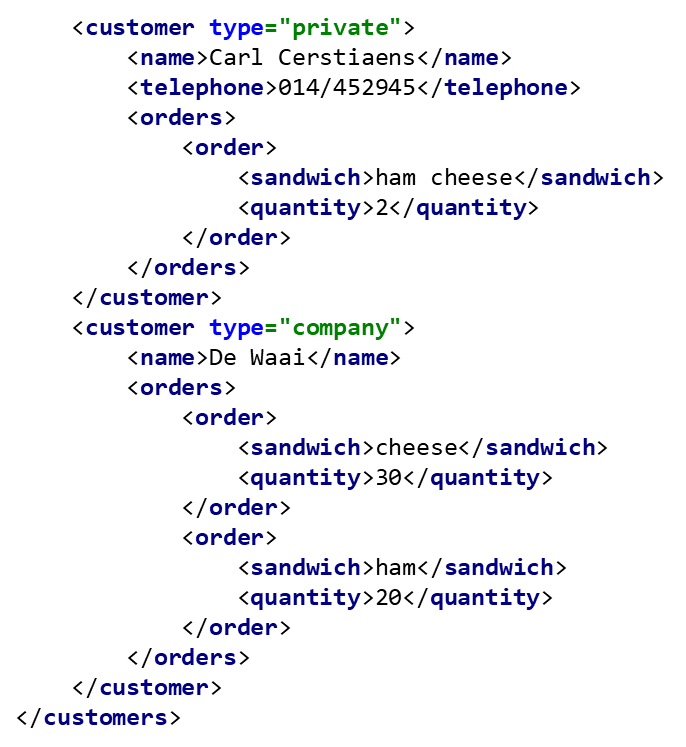 <customer type="private">
<name>Carl Cerstiaens</name>
<telephone>014/452945</telephone>
<orders>
<order>
<sandwich>ham cheese</sandwich>
<quantity>2</quantity>
</order>
</orders>
</customer>
<customer type="company">
<name>De Waai</name>
<orders>
<order>
<sandwich>cheese</sandwich>
<quantity>30</quantity>
</order>
<order>
<sandwich>ham</sandwich>
<quantity>20</quantity>
</order>
</orders>
</customer>
</customers>